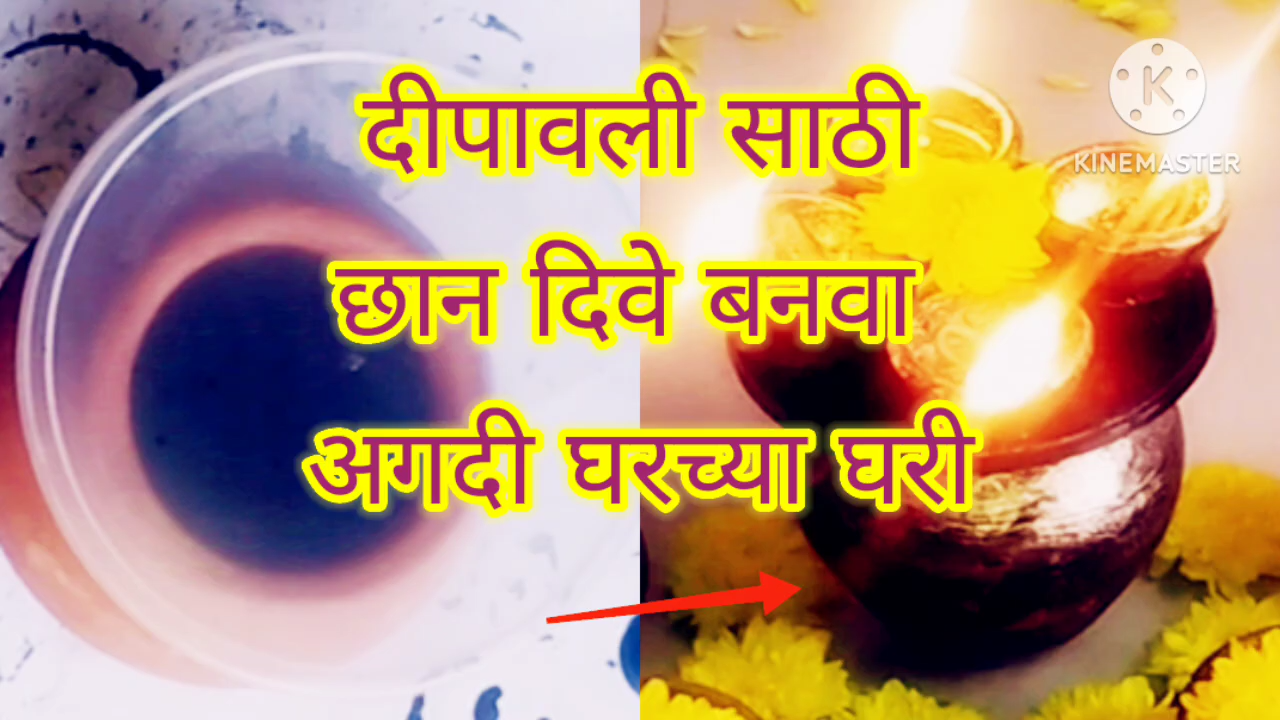 दीपावली साठी
छान दिवे बनवा
अगदी घरच्या घरी
K
KINEMASTER